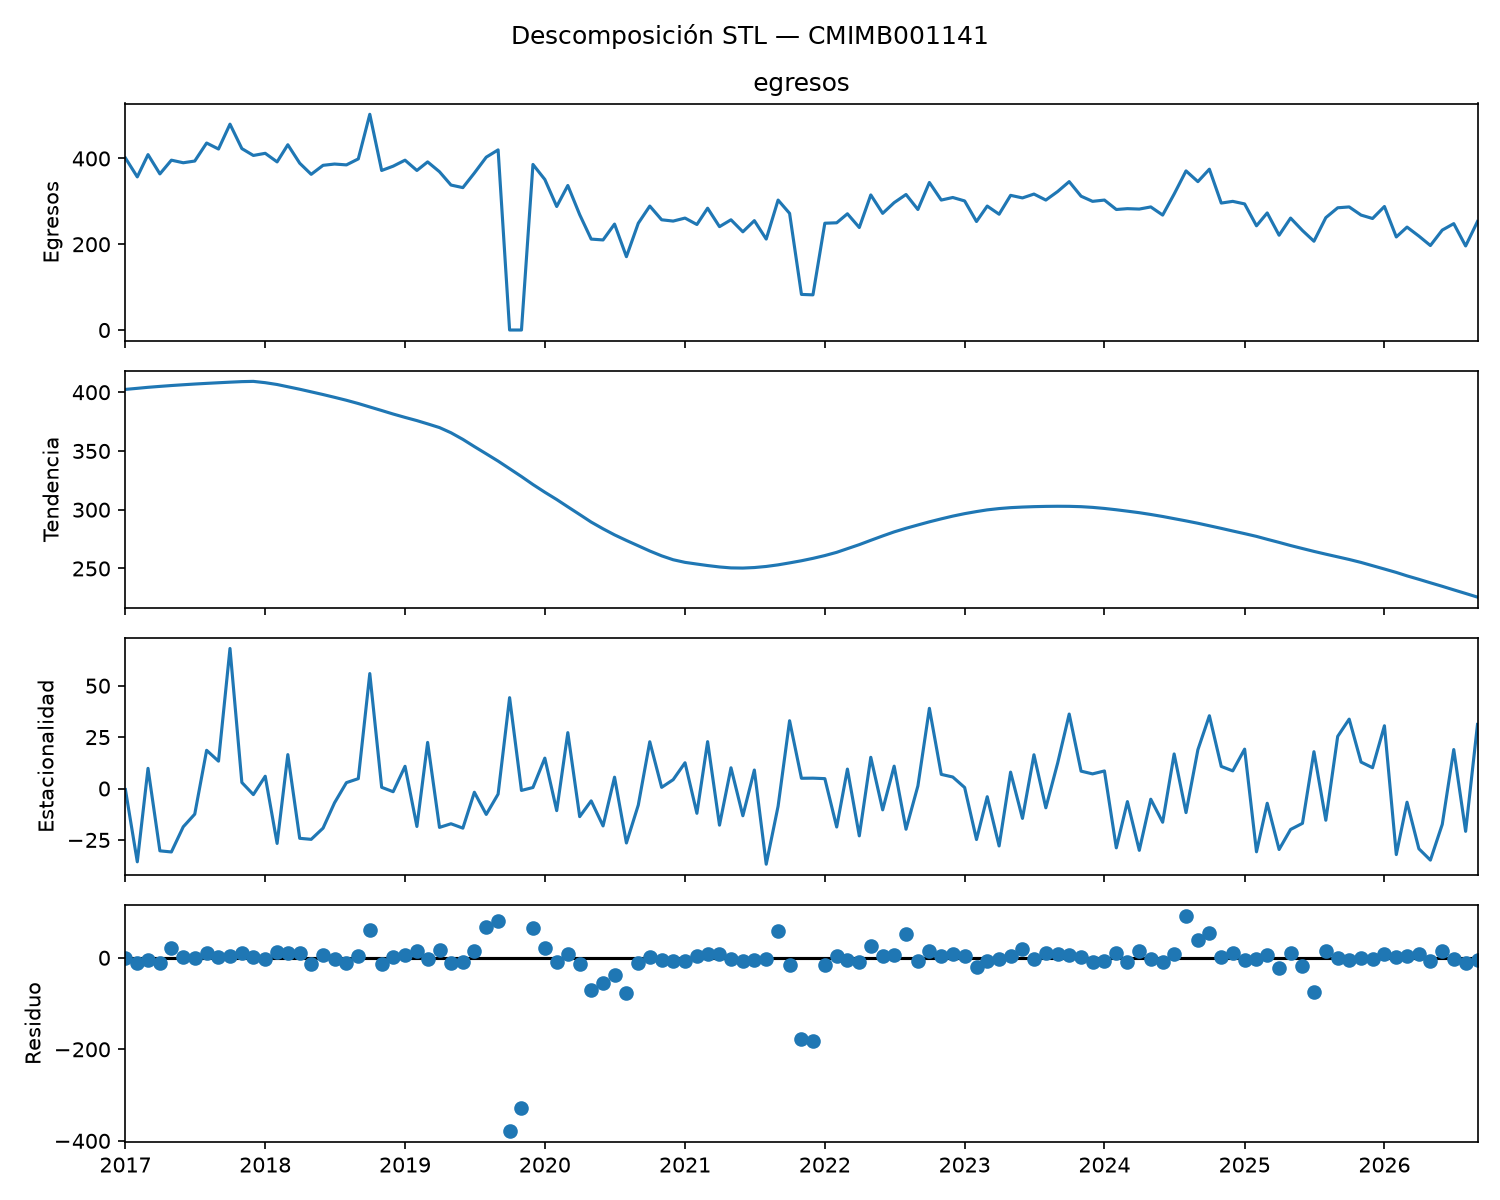 Descomposición STL — CMIMB001141
egresos
Egresos
400
200
0
Tendencia
400
350
300
250
Estacionalidad
50
25
0
−25
Residuo
0
−200
−400
2017 2018 2019 2020 2021 2022 2023 2024 2025 2026